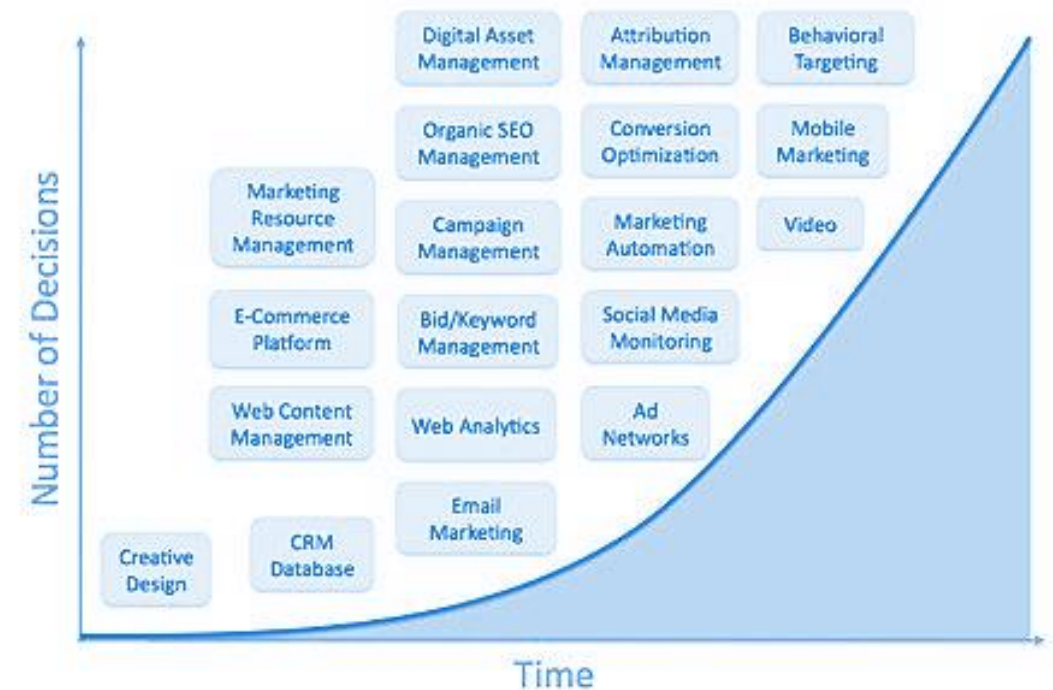 Number of Decisions
Creative
Design
Marketing
Resource
Management
E-Commerce
Platform
Web Content
Management
CRM
Database
Digital Asset
Management
Organic SEO
Management
Campaign
Management
Bid/Keyword
Management
Web Analytics
Email
Marketing
Attribution
Management
Conversion
Optimization
Marketing
Automation
Social Media
Monitoring
Ad
Networks
Behavioral
Targeting
Mobile
Marketing
Video
Time